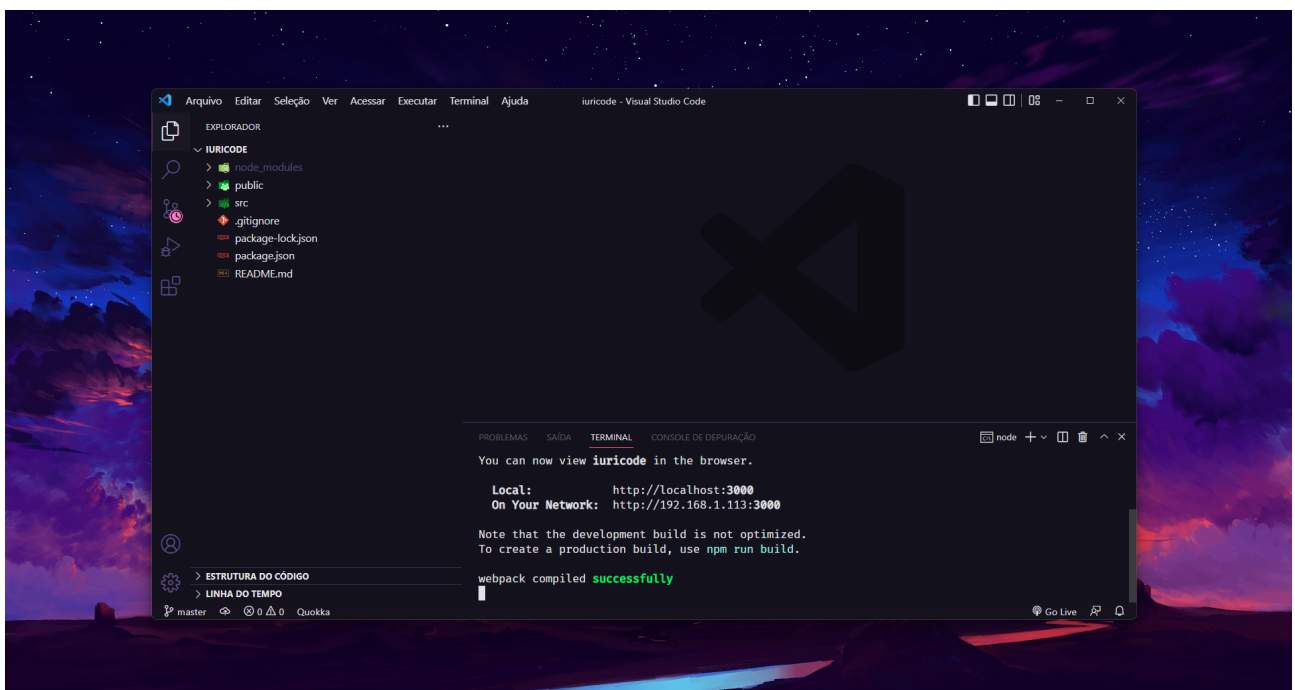 Arquivo Editar Seleção Ver Acessar Executar Terminal Ajuda iuricode - Visual Studio Code
EXPLORADOR
IURICODE
node_modules
public
src
.gitignore
package-lock.json
package.json
README.md
ESTRUTURA DO CÓDIGO
LINHA DO TEMPO
PROBLEMAS SAÍDA TERMINAL CONSOLE DE DEPURAÇÃO node
You can now view iuricode in the browser.
Local: http://localhost:3000
On Your Network: http://192.168.1.113:3000
Note that the development build is not optimized.
To create a production build, use npm run build.
webpack compiled successfully
master 0 0 Quokka Go Live